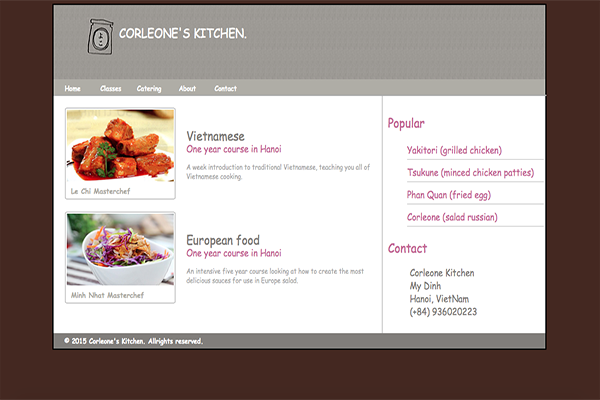 CORLEONE'S KITCHEN.
Home Classes Catering About Contact
Vietnamese
One year course in Hanoi
A week introduction to traditional Vietnamese, teaching you all of
Vietnamese cooking.
Le Chi Masterchef
European food
One year course in Hanoi
An intensive five year course looking at how to create the most
delicious sauces for use in Europe salad.
Minh Nhat Masterchef
Popular
Yakitori (grilled chicken)
Tsukune (minced chicken patties)
Phan Quan (fried egg)
Corleone (salad russian)
Contact
Corleone Kitchen
My Dinh
Hanoi, VietNam
(+84) 936020223
© 2015 Corleone's Kitchen. Allrights reserved.